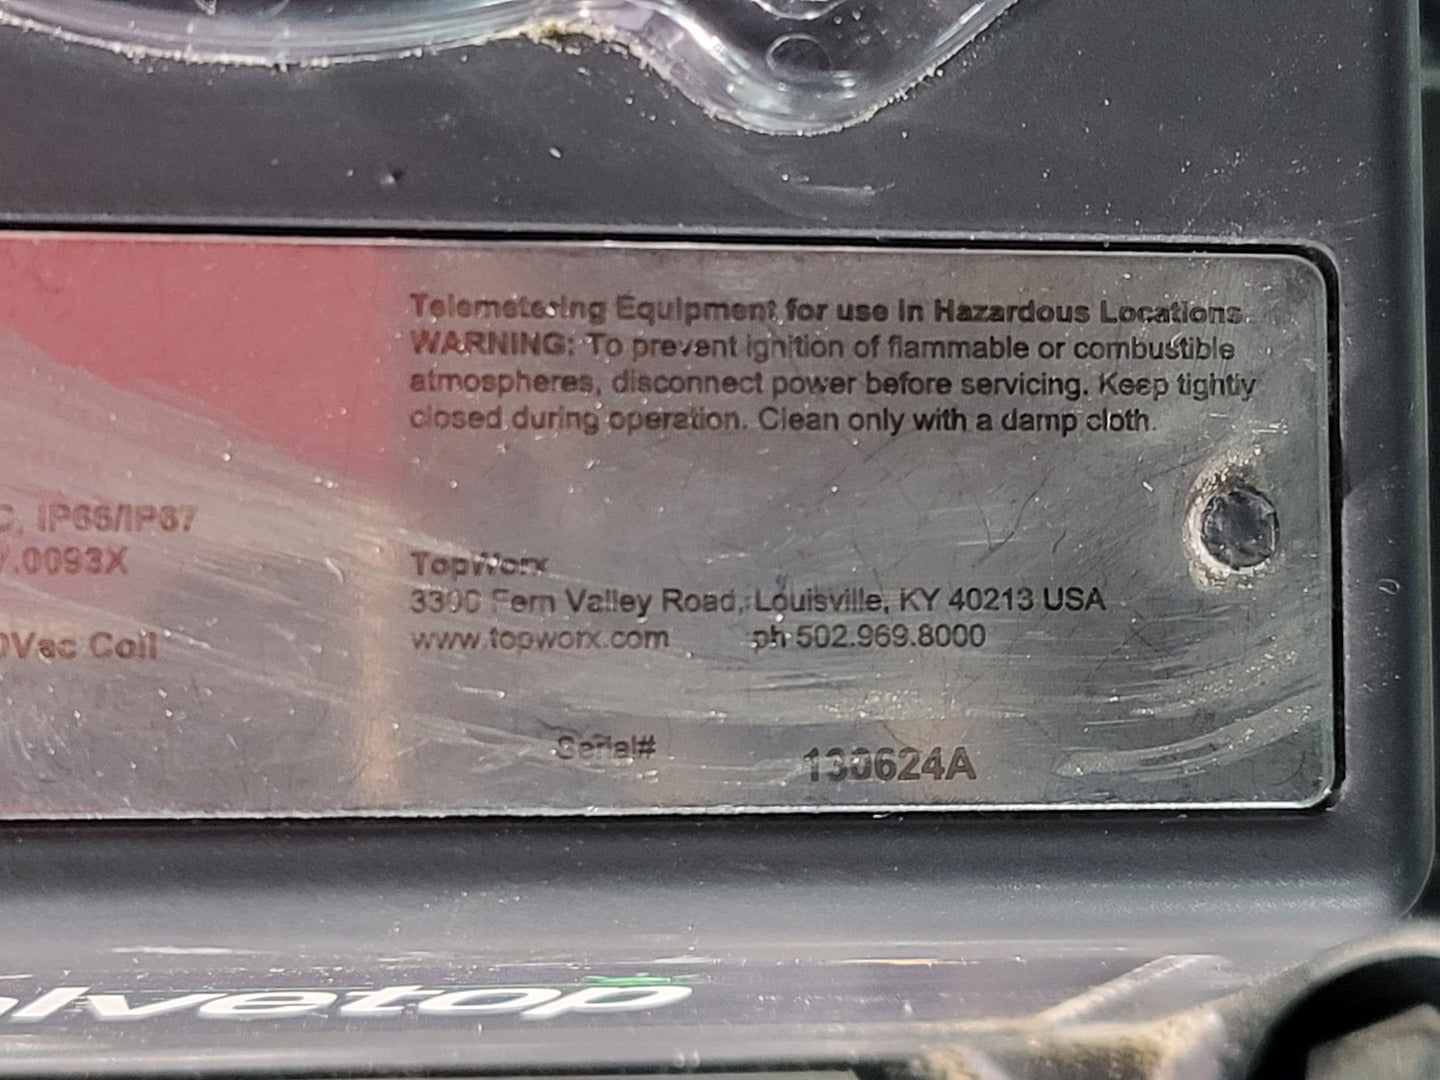 Telemetering Equipment for use in Hazardous Locations.
WARNING: To prevent ignition of flammable or combustible
atmospheres, disconnect power before servicing. Keep tightly
closed during operation. Clean only with a damp cloth.
C, IP66/IP67
.0093X
0Vac Coil
TopWorx
3300 Fern Valley Road, Louisville, KY 40213 USA
www.topworx.com ph 502.969.8000
Serial# 130624A
alvetop